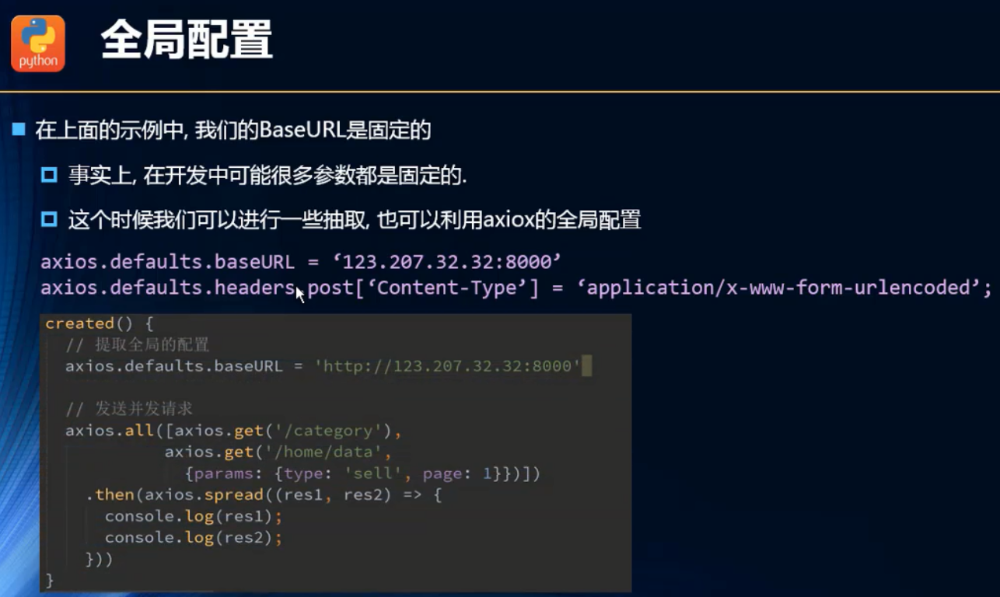 python
全局配置
在上面的示例中, 我们的BaseURL是固定的
事实上, 在开发中可能很多参数都是固定的.
这个时候我们可以进行一些抽取, 也可以利用axiox的全局配置
axios.defaults.baseURL = ‘123.207.32.32:8000’
axios.defaults.headers.post[‘Content-Type’] = ‘application/x-www-form-urlencoded’;
created() {
// 提取全局的配置
axios.defaults.baseURL = 'http://123.207.32.32:8000'
// 发送并发请求
axios.all([axios.get('/category'),
axios.get('/home/data',
{params: {type: 'sell', page: 1}})])
.then(axios.spread((res1, res2) => {
console.log(res1);
console.log(res2);
}))
}